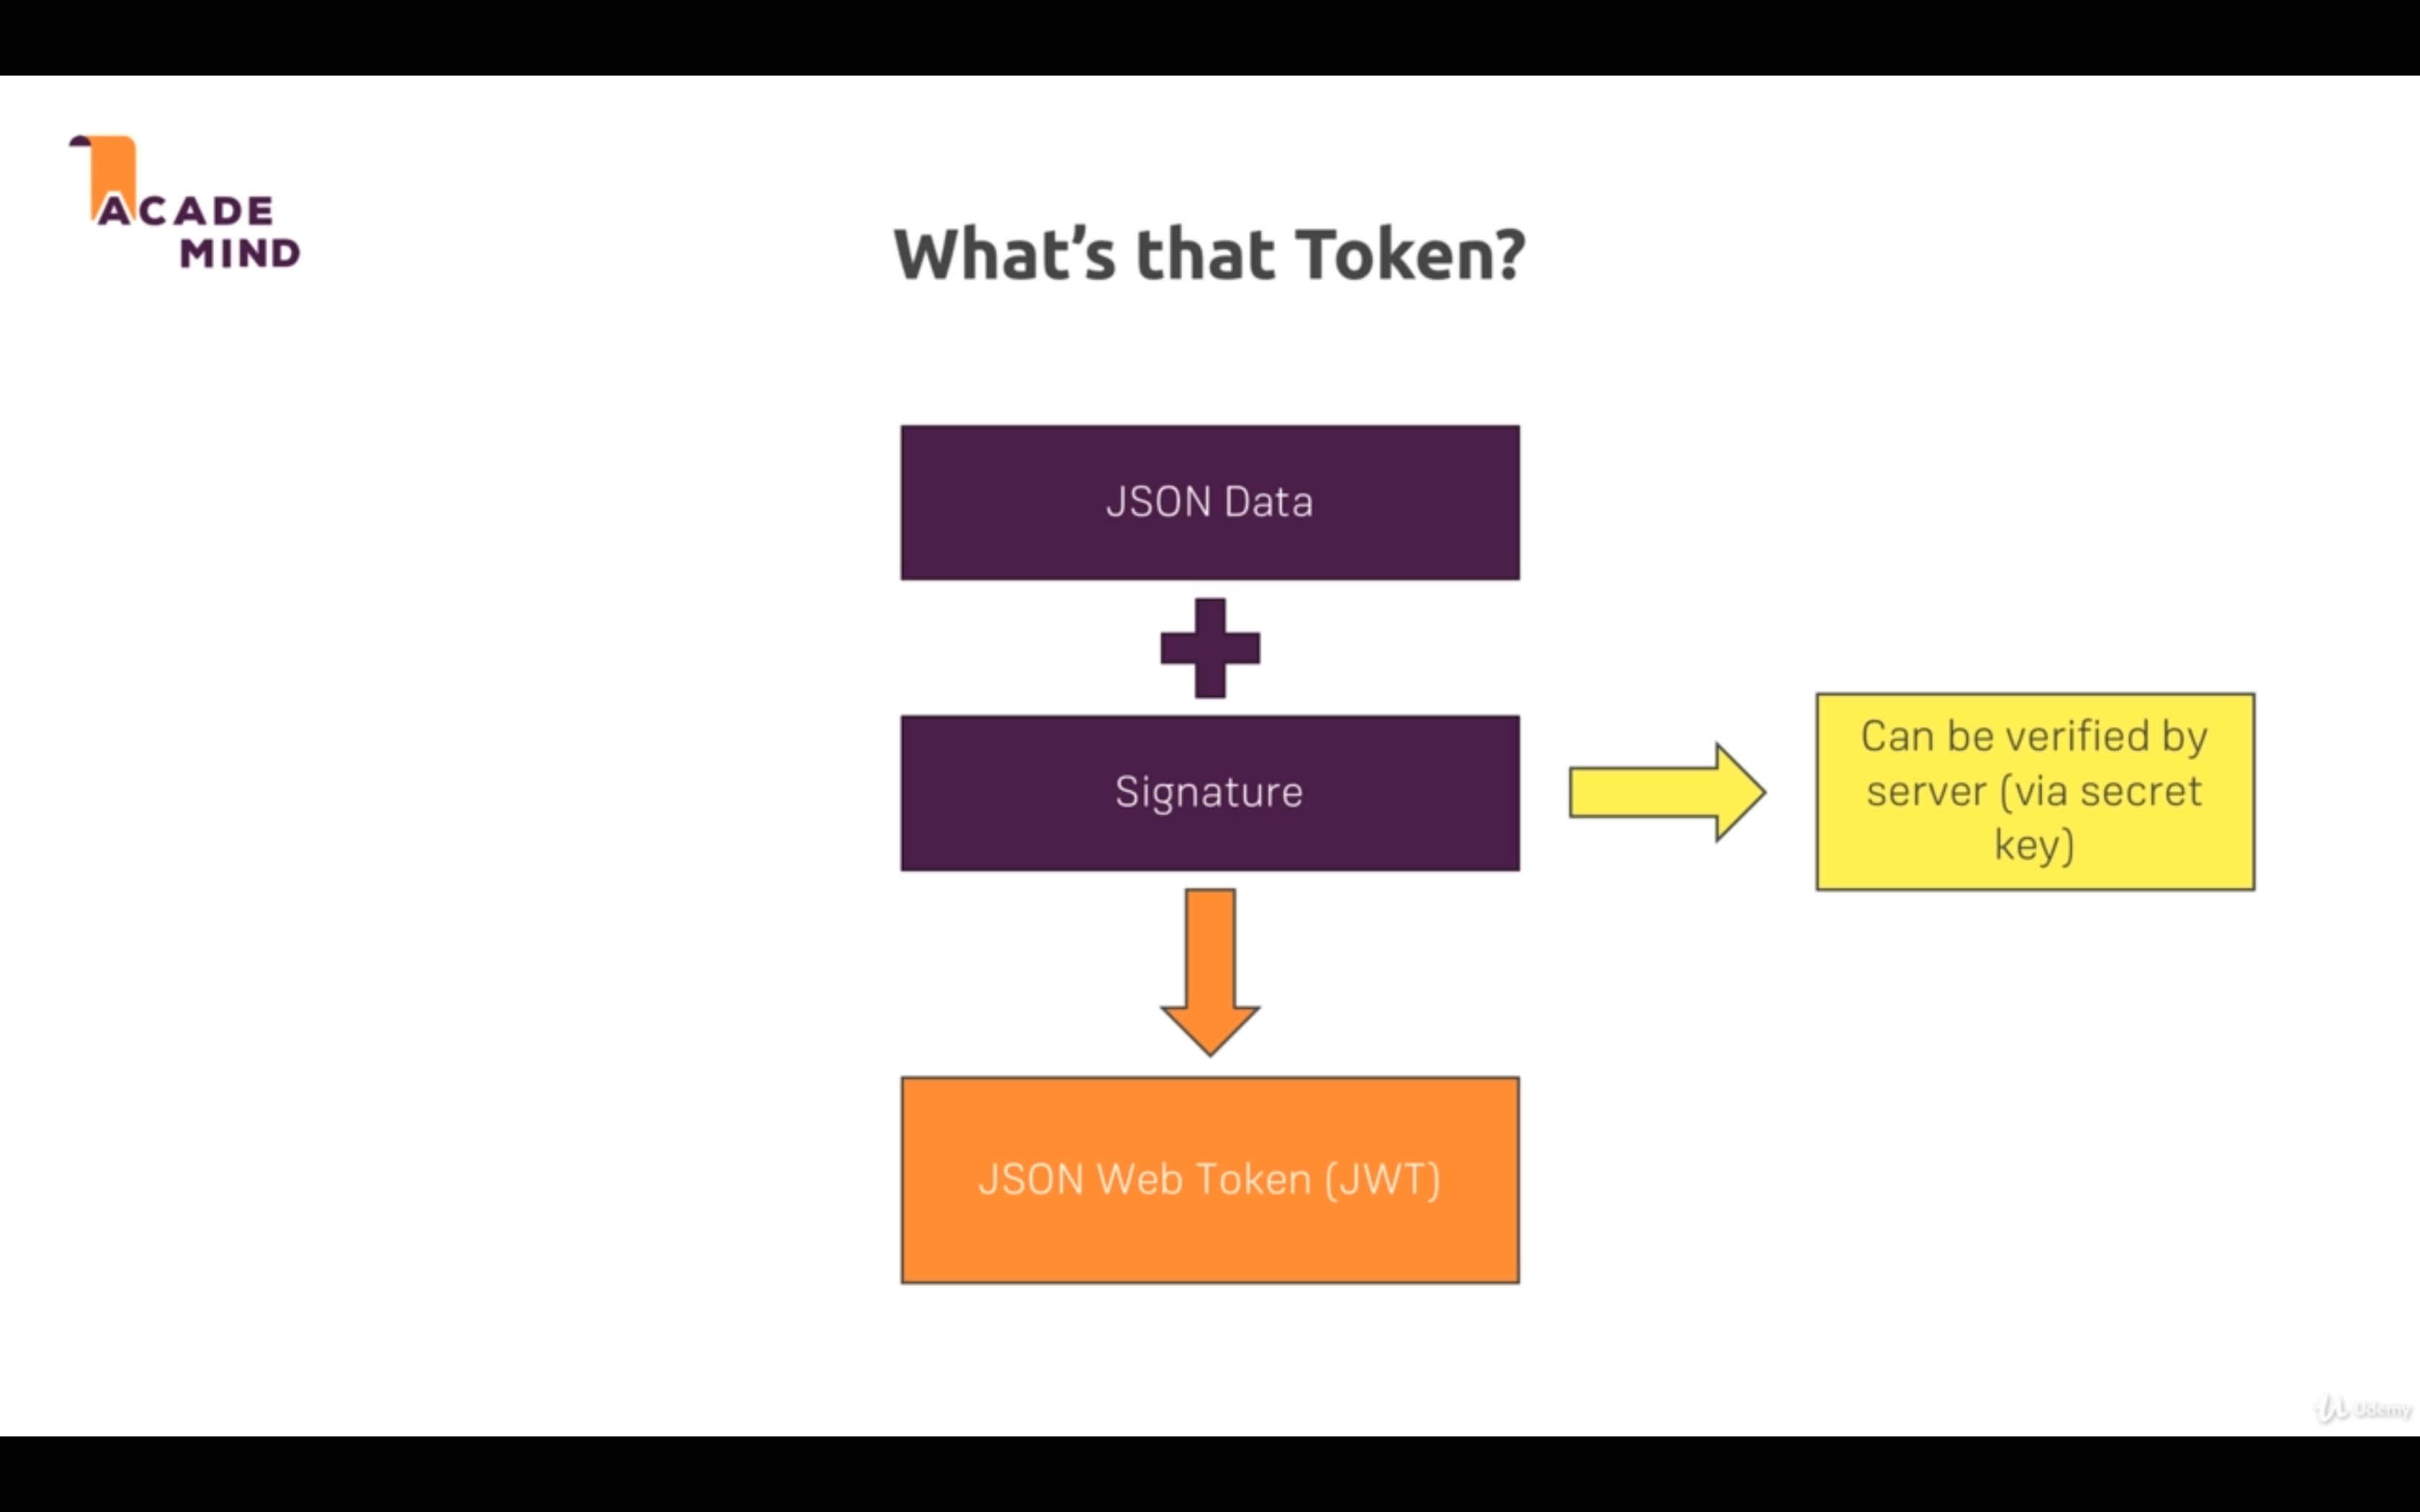 ACADE
MIND
What's that Token?
JSON Data
Signature
Can be verified by
server (via secret
key)
JSON Web Token (JWT)
Udemy